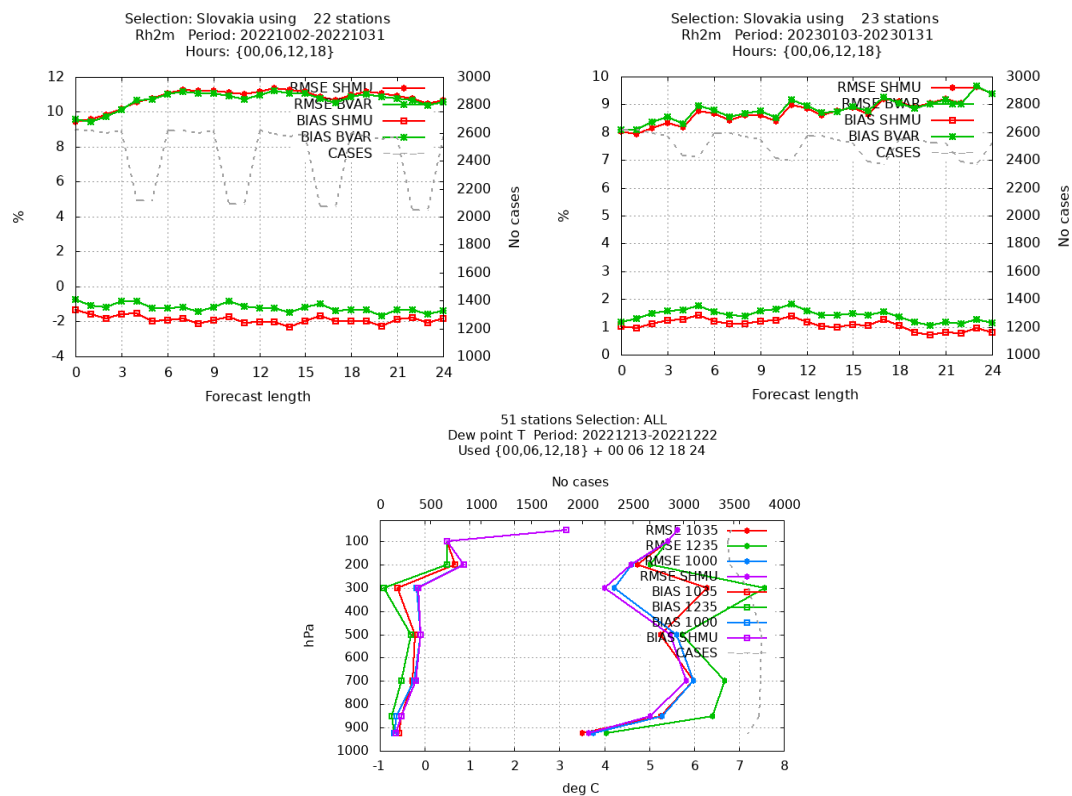 Selection: Slovakia using 22 stations
Rh2m Period: 20221002-20221031
Hours: {00,06,12,18}
12
10
8
6
4
2
0
-2
-4
%
3000
2800
2600
2400
2200
2000
1800
1600
1400
1200
1000
No cases
RMSE SHMU
RMSE BVAR
BIAS SHMU
BIAS BVAR
CASES
0 3 6 9 12 15 18 21 24
Forecast length
Selection: Slovakia using 23 stations
Rh2m Period: 20230103-20230131
Hours: {00,06,12,18}
10
9
8
7
6
5
4
3
2
1
0
%
3000
2800
2600
2400
2200
2000
1800
1600
1400
1200
1000
No cases
RMSE SHMU
RMSE BVAR
BIAS SHMU
BIAS BVAR
CASES
0 3 6 9 12 15 18 21 24
Forecast length
51 stations Selection: ALL
Dew point T Period: 20221213-20221222
Used {00,06,12,18} + 00 06 12 18 24
No cases
0 500 1000 1500 2000 2500 3000 3500 4000
100
200
300
400
500
600
700
800
900
1000
hPa
RMSE 1035
RMSE 1235
RMSE 1000
RMSE SHMU
BIAS 1035
BIAS 1235
BIAS 1000
BIAS SHMU
CASES
-1 0 1 2 3 4 5 6 7 8
deg C